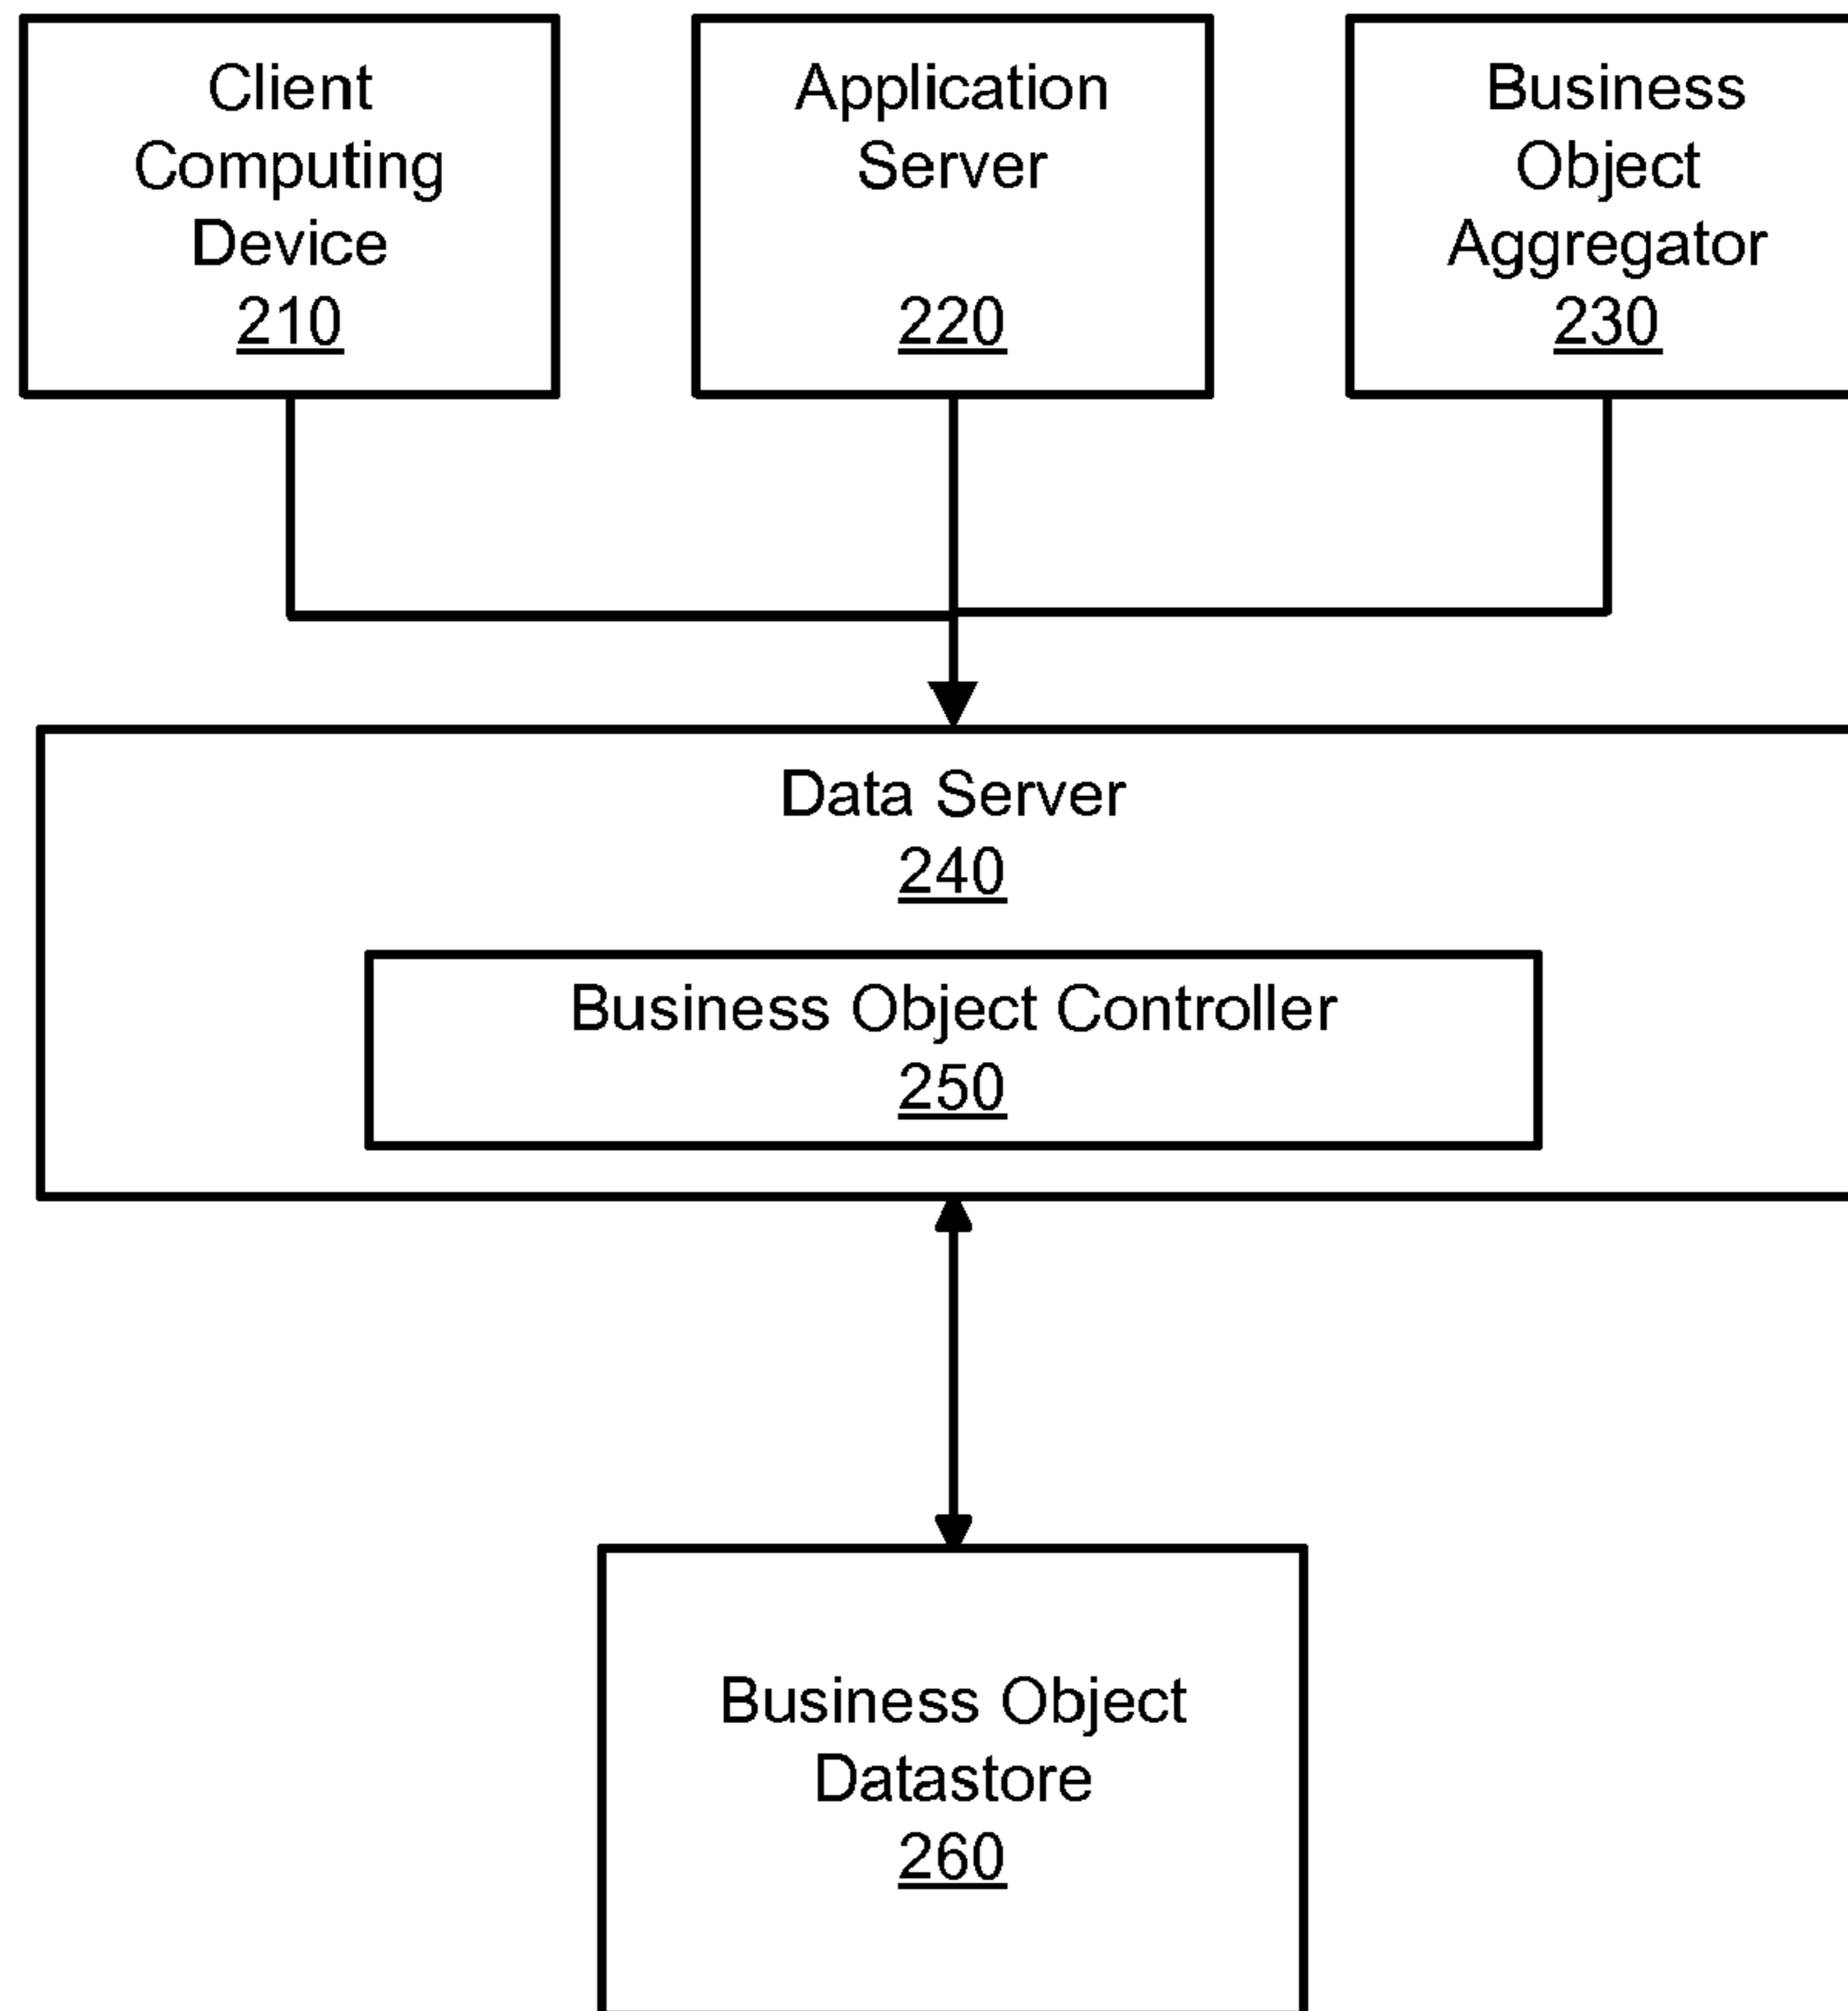 Client
Computing
Device
210
Application
Server
220
Business
Object
Aggregator
230
Data Server
240
Business Object Controller
250
Business Object
Datastore
260